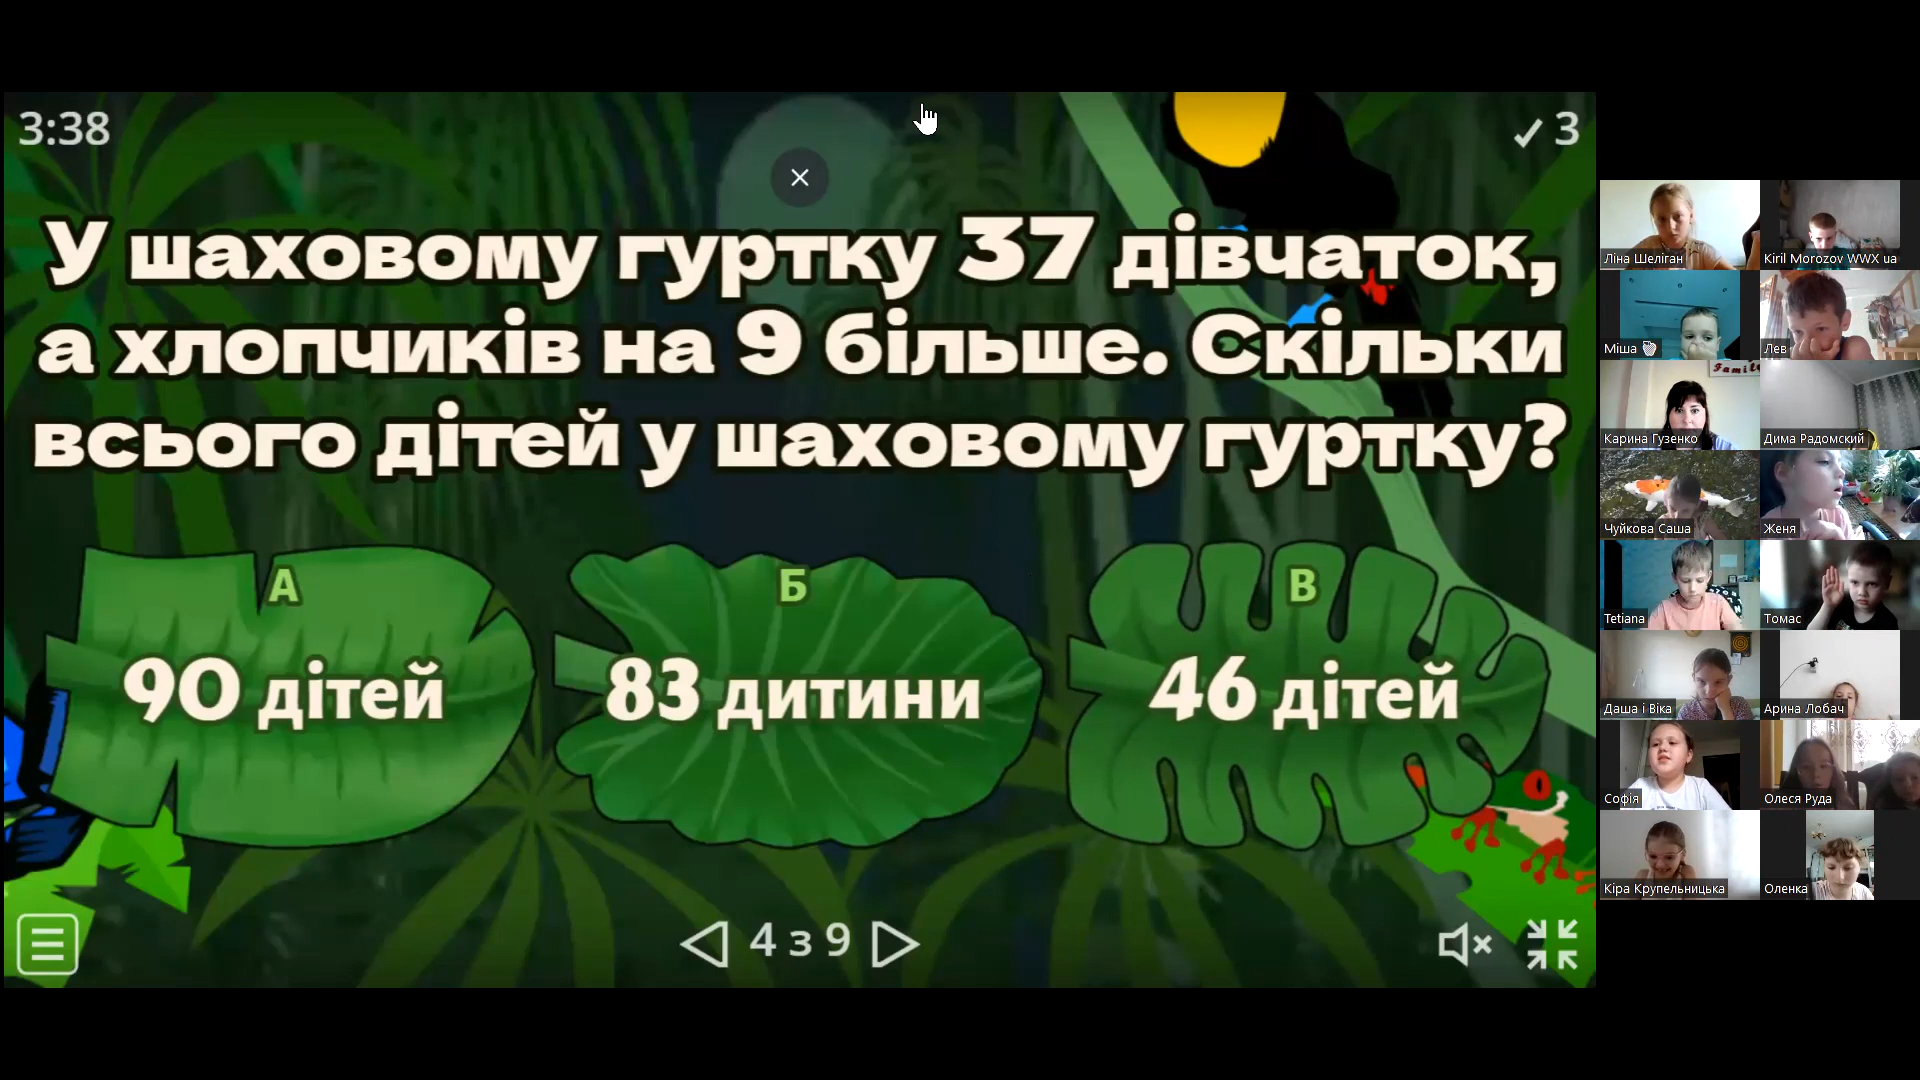 3:38
✓ 3
У шаховому гуртку 37 дівчаток,
а хлопчиків на 9 більше. Скільки
всього дітей у шаховому гуртку?
А
90 дітей
Б
83 дитини
В
46 дітей
4 з 9
Ліна Шеліган
Kiril Morozov WWX ua
Міша
Лев
Карина Гузенко
Дима Радомский
Чуйкова Саша
Женя
Tetiana
Томас
Даша і Віка
Арина Лобач
Софія
Олеся Руда
Кіра Крупельницька
Оленка